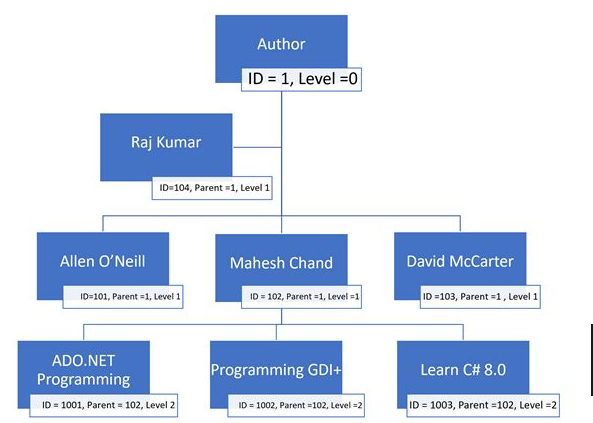 Author
ID = 1, Level =0
Raj Kumar
ID=104, Parent =1, Level 1
Allen O’Neill
ID=101, Parent =1, Level 1
Mahesh Chand
ID = 102, Parent =1, Level =1
David McCarter
ID =103, Parent =1 , Level 1
ADO.NET
Programming
ID = 1001, Parent = 102, Level 2
Programming GDI+
ID = 1002, Parent =102, Level =2
Learn C# 8.0
ID = 1003, Parent =102, Level =2